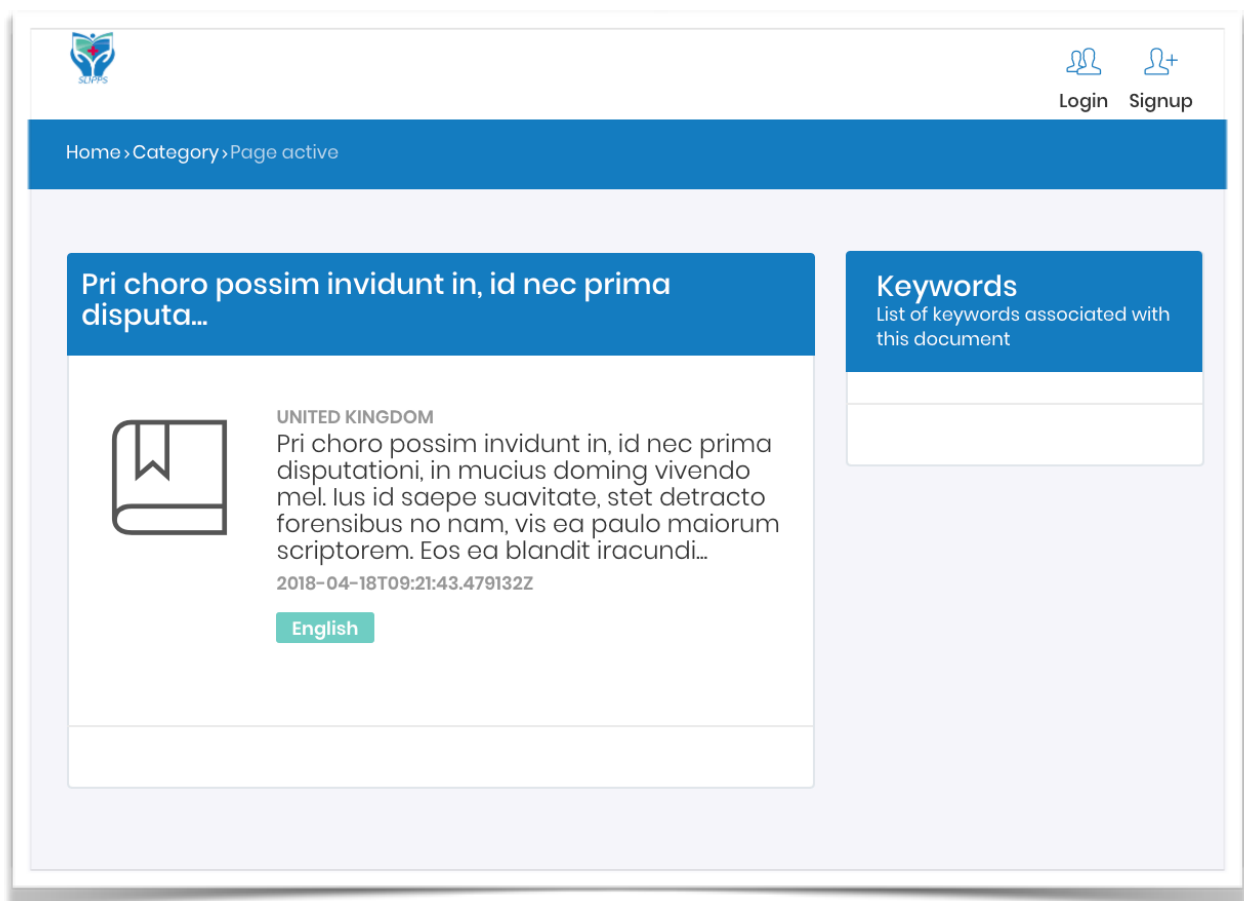 SLIPPS
Login Signup
Home›Category›Page active
Pri choro possim invidunt in, id nec prima
disputa...
UNITED KINGDOM
Pri choro possim invidunt in, id nec prima
disputationi, in mucius doming vivendo
mel. Ius id saepe suavitate, stet detracto
forensibus no nam, vis ea paulo maiorum
scriptorem. Eos ea blandit iracundi...
2018-04-18T09:21:43.479132Z
English
Keywords
List of keywords associated with
this document